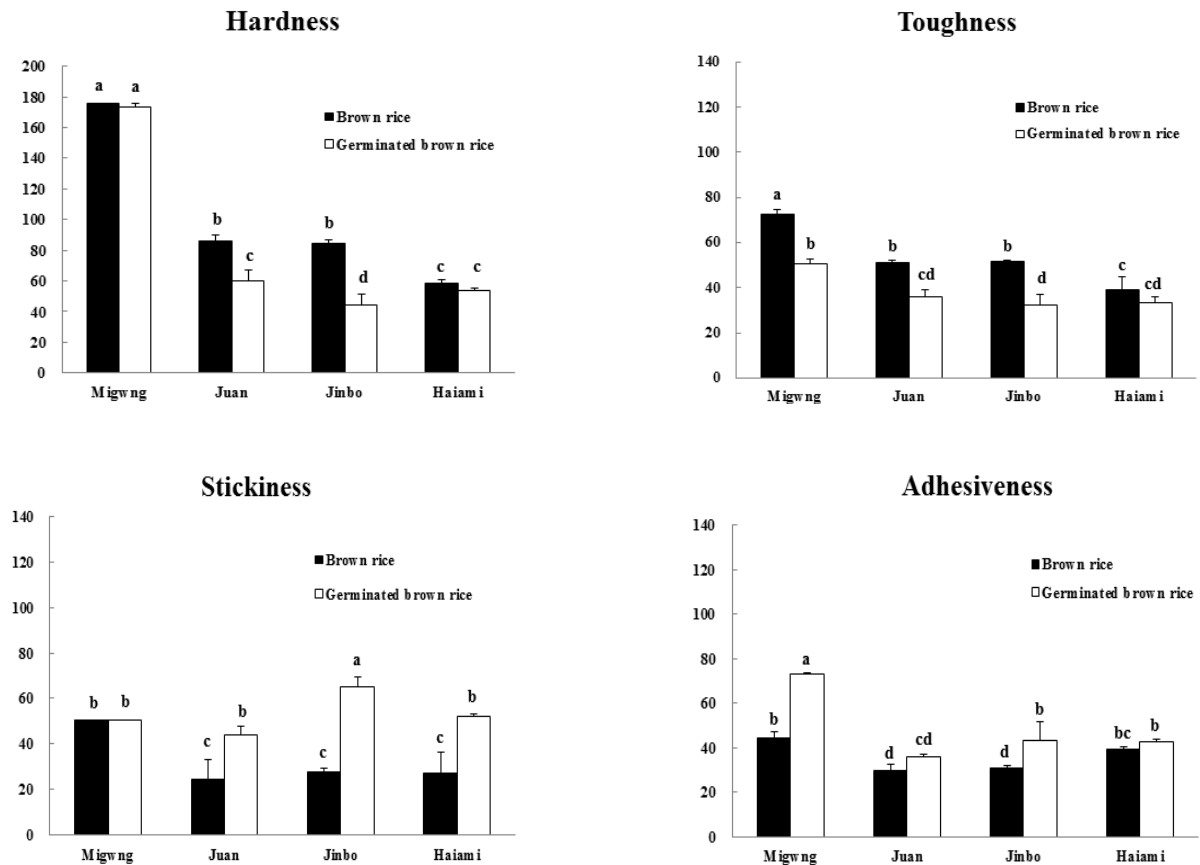 Hardness
200
180
160
140
120
100
80
60
40
20
0
a a
b c
b d
c c
Brown rice
Germinated brown rice
Migwng Juan Jinbo Haiami
Toughness
140
120
100
80
60
40
20
0
a b
b cd
b d
c cd
Brown rice
Germinated brown rice
Migwng Juan Jinbo Haiami
Stickiness
140
120
100
80
60
40
20
0
b b
c b
c a
c b
Brown rice
Germinated brown rice
Migwng Juan Jinbo Haiami
Adhesiveness
140
120
100
80
60
40
20
0
b a
d cd
d b
bc b
Brown rice
Germinated brown rice
Migwng Juan Jinbo Haiami